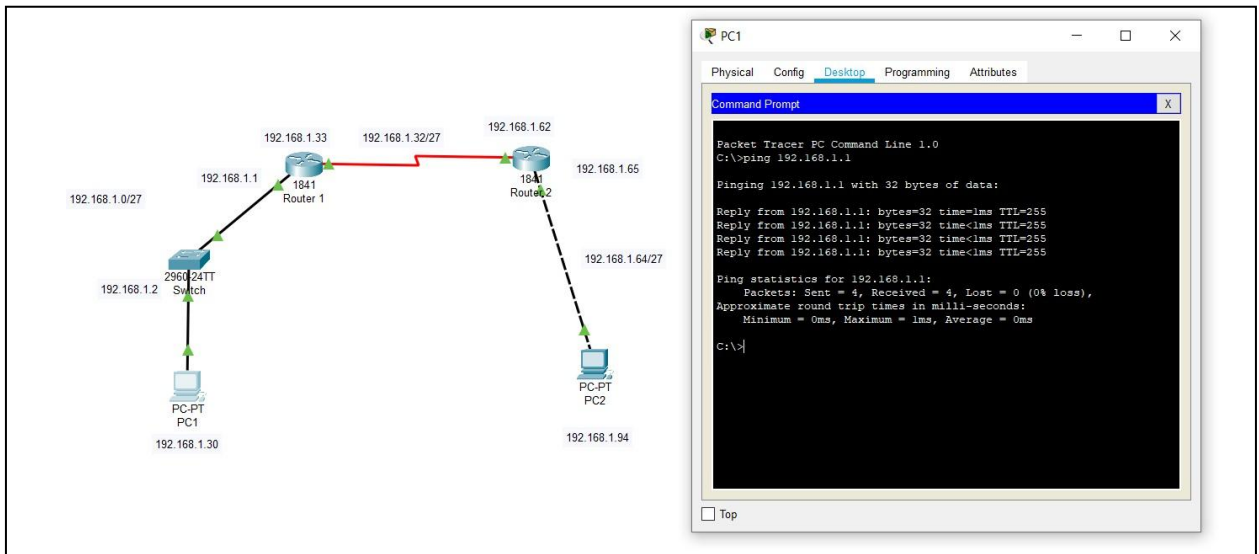 192.168.1.62
192.168.1.33
192.168.1.32/27
192.168.1.65
192.168.1.1
1841
Router 1
1841
Router 2
192.168.1.0/27
192.168.1.64/27
2960-24TT
Switch
192.168.1.2
PC-PT
PC2
PC-PT
PC1
192.168.1.94
192.168.1.30
PC1
Physical Config Desktop Programming Attributes
Command Prompt X
Packet Tracer PC Command Line 1.0
C:\>ping 192.168.1.1
Pinging 192.168.1.1 with 32 bytes of data:
Reply from 192.168.1.1: bytes=32 time=1ms TTL=255
Reply from 192.168.1.1: bytes=32 time<1ms TTL=255
Reply from 192.168.1.1: bytes=32 time<1ms TTL=255
Reply from 192.168.1.1: bytes=32 time<1ms TTL=255
Ping statistics for 192.168.1.1:
Packets: Sent = 4, Received = 4, Lost = 0 (0% loss),
Approximate round trip times in milli-seconds:
Minimum = 0ms, Maximum = 1ms, Average = 0ms
C:\>
Top